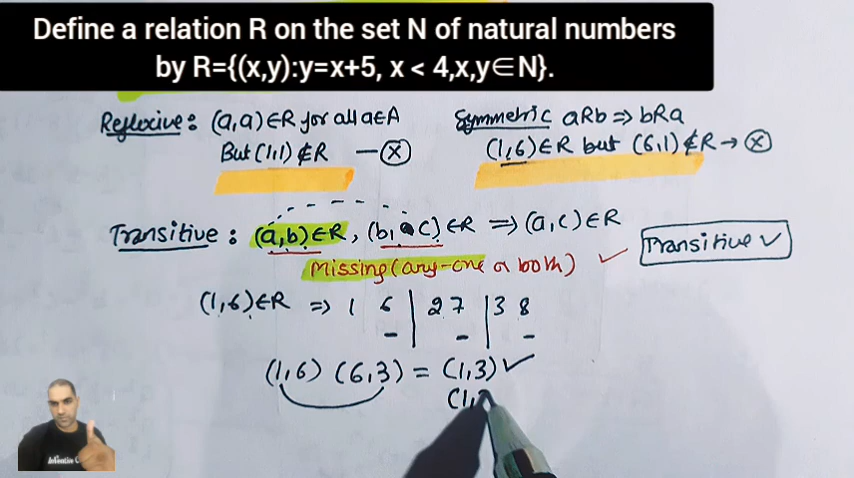 Define a relation R on the set N of natural numbers
by R={(x,y):y=x+5, x < 4,x,y∈N}.
Reflexive: (a,a)∈R for all a∈A
But (1,1)∉R —ⓧ
Symmetric aRb ⇒ bRa
(1,6)∈R but (6,1)∉R→ⓧ
Transitive : (a,b)∈R, (b, c)∈R ⇒ (a,c)∈R
Transitive ✓
Missing (any-one or both) ✓
(1,6)∈R ⇒ 1 6 | 2 7 | 3 8
(1,6) (6,3) = (1,3) ✓
(1,